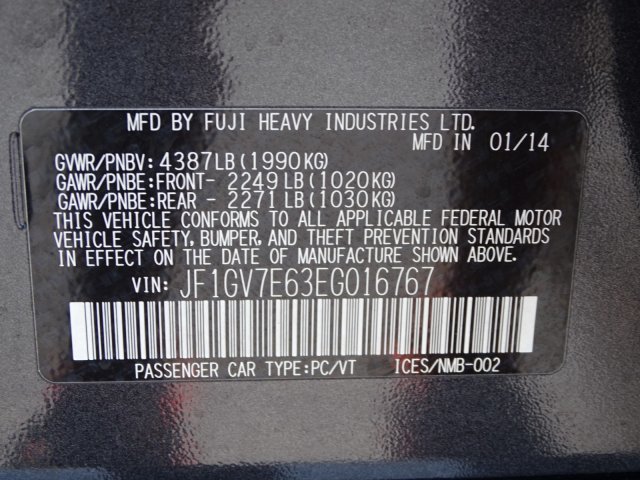 MFD BY FUJI HEAVY INDUSTRIES LTD.
MFD IN 01/14
GVWR/PNBV: 4387LB(1990KG)
GAWR/PNBE:FRONT- 2249LB(1020KG)
GAWR/PNBE:REAR - 2271LB(1030KG)
THIS VEHICLE CONFORMS TO ALL APPLICABLE FEDERAL MOTOR
VEHICLE SAFETY, BUMPER, AND THEFT PREVENTION STANDARDS
IN EFFECT ON THE DATE OF MANUFACTURE SHOWN ABOVE.
VIN: JF1GV7E63EG016767
PASSENGER CAR TYPE:PC/VT ICES/NMB-002